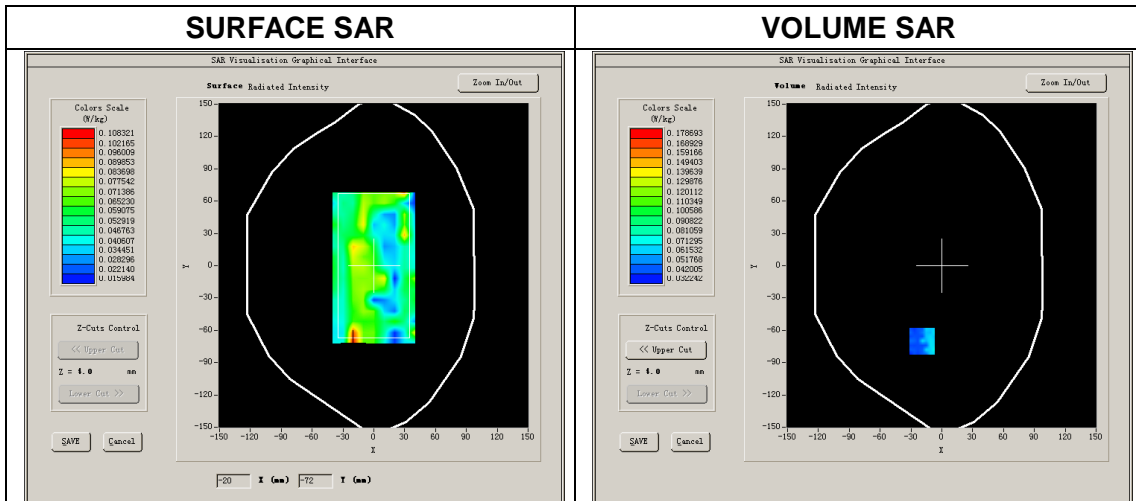 SURFACE SAR
SAR Visualisation Graphical Interface
Surface Radiated Intensity
Zoom In/Out
Colors Scale
(W/kg)
0.108321
0.102165
0.096009
0.089853
0.083698
0.077542
0.071386
0.065230
0.059075
0.052919
0.046763
0.040607
0.034451
0.028296
0.022140
0.015984
Z-Cuts Control
<< Upper Cut
Z = 4.0 mm
Lower Cut >>
SAVE
Cancel
150
120
90
60
30
0
-30
-60
-90
-120
-150
Y
-150 -120 -90 -60 -30 0 30 60 90 120 150
X
-20 X (mm) -72 Y (mm)
VOLUME SAR
SAR Visualisation Graphical Interface
Volume Radiated Intensity
Zoom In/Out
Colors Scale
(W/kg)
0.178693
0.168929
0.159166
0.149403
0.139639
0.129876
0.120112
0.110349
0.100586
0.090822
0.081059
0.071295
0.061532
0.051768
0.042005
0.032242
Z-Cuts Control
<< Upper Cut
Z = 4.0 mm
Lower Cut >>
SAVE
Cancel
150
120
90
60
30
0
-30
-60
-90
-120
-150
Y
-150 -120 -90 -60 -30 0 30 60 90 120 150
X